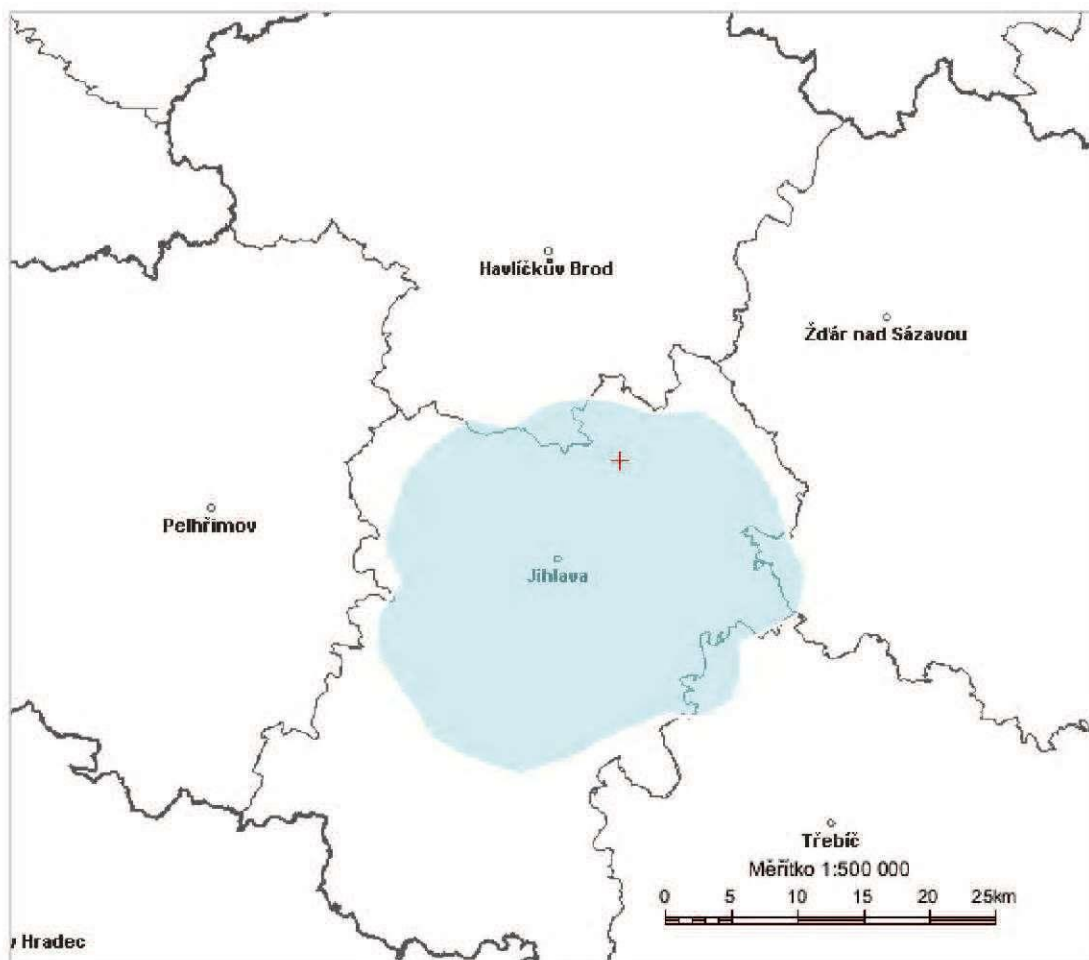 Havlíčkův Brod
Žďár nad Sázavou
Pelhřimov
Jihlava
Třebíč
Měřítko 1:500 000
0 5 10 15 20 25km
Hradec